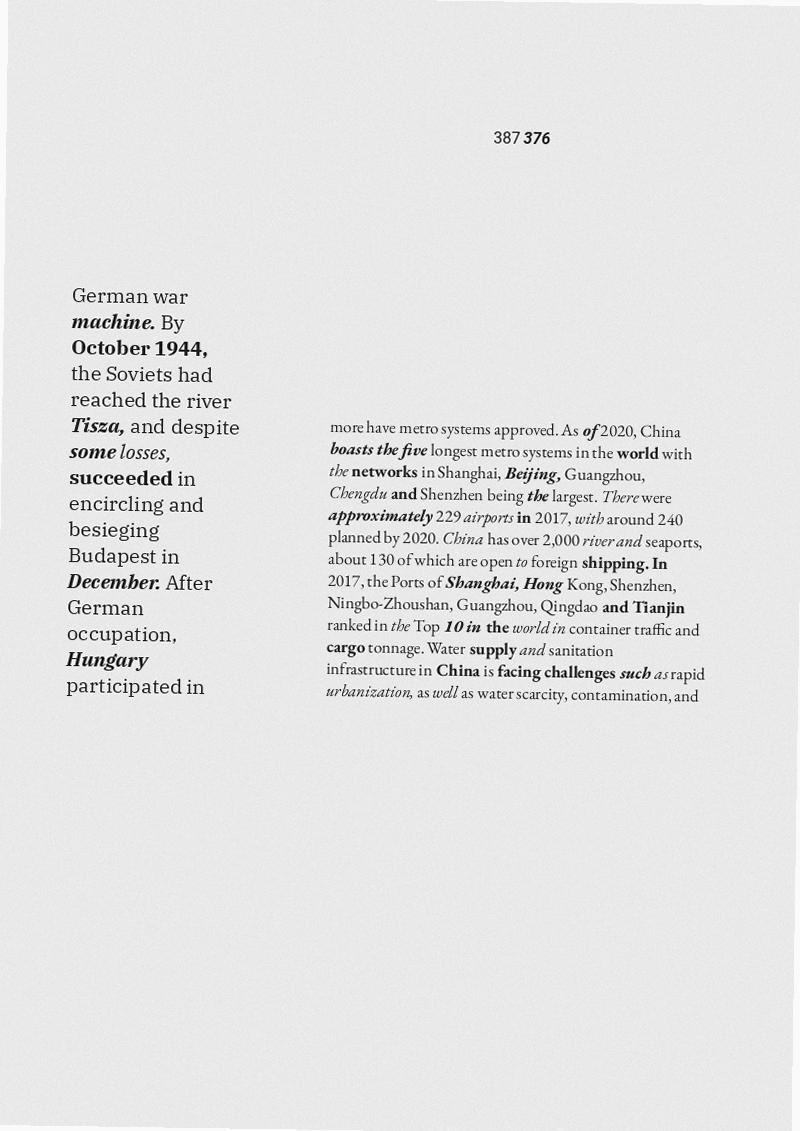 387 376
German war
machine. By
October 1944,
the Soviets had
reached the river
Tisza, and despite
some losses,
succeeded in
encircling and
besieging
Budapest in
December. After
German
occupation,
Hungary
participated in
more have metro systems approved. As of 2020, China
boasts the five longest metro systems in the world with
the networks in Shanghai, Beijing, Guangzhou,
Chengdu and Shenzhen being the largest. There were
approximately 229 airports in 2017, with around 240
planned by 2020. China has over 2,000 river and seaports,
about 130 of which are open to foreign shipping. In
2017, the Ports of Shanghai, Hong Kong, Shenzhen,
Ningbo-Zhoushan, Guangzhou, Qingdao and Tianjin
ranked in the Top 10 in the world in container traffic and
cargo tonnage. Water supply and sanitation
infrastructure in China is facing challenges such as rapid
urbanization, as well as water scarcity, contamination, and